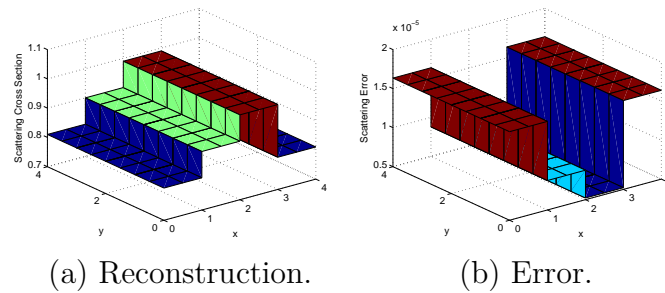 x 10^-5
1.1
1
0.9
0.8
0.7
4
2
0
0
1
2
3
4
Scattering Cross Section
y
x
2
1.5
1
0.5
4
2
0
0
1
2
3
Scattering Error
y
x
(a) Reconstruction.
(b) Error.